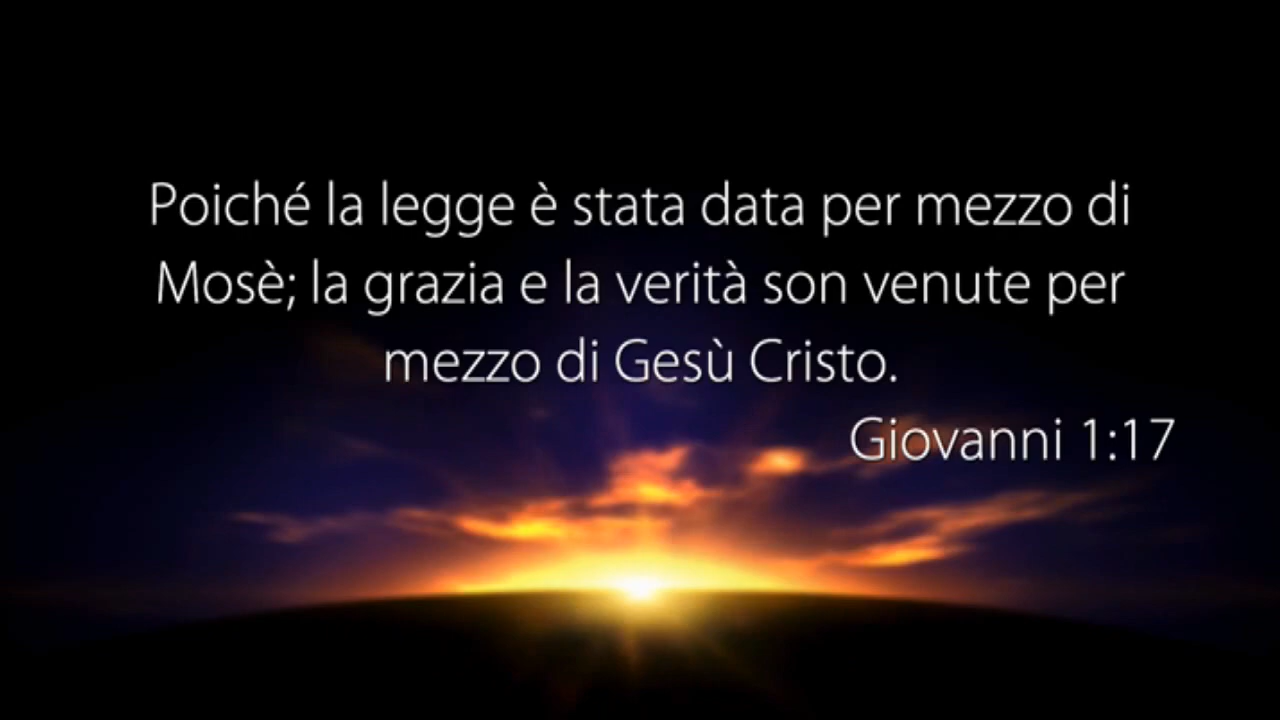 Poiché la legge è stata data per mezzo di
Mosè; la grazia e la verità son venute per
mezzo di Gesù Cristo.
Giovanni 1:17